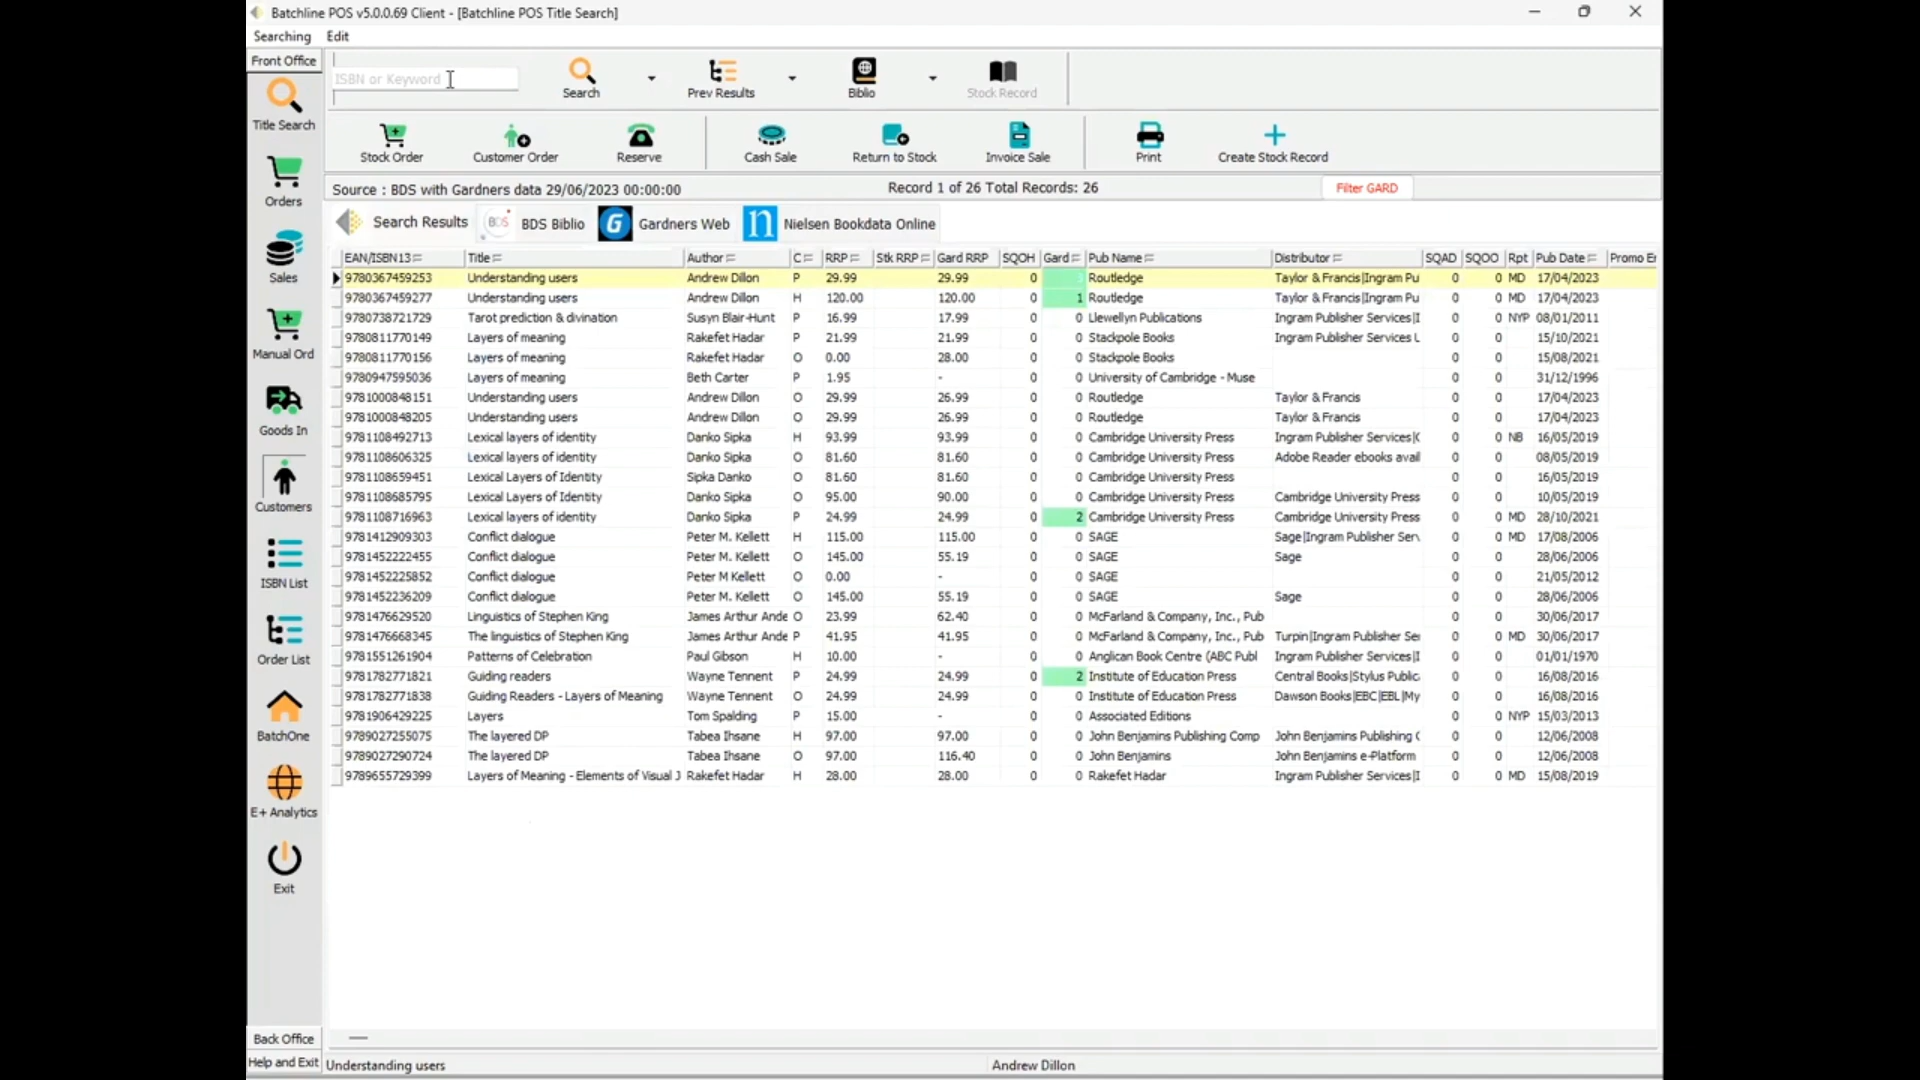 Batchline POS v5.0.0.69 Client - [Batchline POS Title Search]
Searching Edit
Front Office
ISBN or Keyword Search Prev Results Biblio Stock Record
Title Search
Stock Order Customer Order Reserve Cash Sale Return to Stock Invoice Sale Print Create Stock Record
Orders
Source : BDS with Gardners data 29/06/2023 00:00:00 Record 1 of 26 Total Records: 26 Filter GARD
Search Results BDS BDS Biblio G Gardners Web n Nielsen Bookdata Online
Sales
Manual Ord
Goods In
Customers
ISBN List
Order List
BatchOne
E+ Analytics
Exit
Back Office
Help and Exit
EAN/ISBN13 Title Author C RRP Stk RRP Gard RRP SQOH Gard Pub Name Distributor SQAD SQOO Rpt Pub Date Promo Er
9780367459253 Understanding users Andrew Dillon P 29.99 29.99 0 Routledge Taylor & Francis|Ingram Pu 0 0 MD 17/04/2023
9780367459277 Understanding users Andrew Dillon H 120.00 120.00 0 1 Routledge Taylor & Francis|Ingram Pu 0 0 MD 17/04/2023
9780738721729 Tarot prediction & divination Susyn Blair-Hunt P 16.99 17.99 0 0 Llewellyn Publications Ingram Publisher Services|I 0 0 NYP 08/01/2011
9780811770149 Layers of meaning Rakefet Hadar P 21.99 21.99 0 0 Stackpole Books Ingram Publisher Services L 0 0 15/10/2021
9780811770156 Layers of meaning Rakefet Hadar O 0.00 28.00 0 0 Stackpole Books 0 0 15/08/2021
9780947595036 Layers of meaning Beth Carter P 1.95 - 0 0 University of Cambridge - Muse 0 0 31/12/1996
9781000848151 Understanding users Andrew Dillon O 29.99 26.99 0 0 Routledge Taylor & Francis 0 0 17/04/2023
9781000848205 Understanding users Andrew Dillon O 29.99 26.99 0 0 Routledge Taylor & Francis 0 0 17/04/2023
9781108492713 Lexical layers of identity Danko Sipka H 93.99 93.99 0 0 Cambridge University Press Ingram Publisher Services|( 0 0 NB 16/05/2019
9781108606325 Lexical layers of identity Danko Sipka O 81.60 81.60 0 0 Cambridge University Press Adobe Reader ebooks avail 0 0 08/05/2019
9781108659451 Lexical Layers of Identity Sipka Danko O 81.60 81.60 0 0 Cambridge University Press 0 0 16/05/2019
9781108685795 Lexical Layers of Identity Danko Sipka O 95.00 90.00 0 0 Cambridge University Press Cambridge University Press 0 0 10/05/2019
9781108716963 Lexical layers of identity Danko Sipka P 24.99 24.99 0 2 Cambridge University Press Cambridge University Press 0 0 MD 28/10/2021
9781412909303 Conflict dialogue Peter M. Kellett H 115.00 115.00 0 0 SAGE Sage|Ingram Publisher Serv 0 0 MD 17/08/2006
9781452222455 Conflict dialogue Peter M. Kellett O 145.00 55.19 0 0 SAGE Sage 0 0 28/06/2006
9781452225852 Conflict dialogue Peter M Kellett O 0.00 - 0 0 SAGE 0 0 21/05/2012
9781452236209 Conflict dialogue Peter M. Kellett O 145.00 55.19 0 0 SAGE Sage 0 0 28/06/2006
9781476629520 Linguistics of Stephen King James Arthur Ande O 23.99 62.40 0 0 McFarland & Company, Inc., Pub 0 0 30/06/2017
9781476668345 The linguistics of Stephen King James Arthur Ande P 41.95 41.95 0 0 McFarland & Company, Inc., Pub Turpin|Ingram Publisher Ser 0 0 MD 30/06/2017
9781551261904 Patterns of Celebration Paul Gibson H 10.00 - 0 0 Anglican Book Centre (ABC Publ Ingram Publisher Services|I 0 0 01/01/1970
9781782771821 Guiding readers Wayne Tennent P 24.99 24.99 0 2 Institute of Education Press Central Books|Stylus Public 0 0 16/08/2016
9781782771838 Guiding Readers - Layers of Meaning Wayne Tennent O 24.99 24.99 0 0 Institute of Education Press Dawson Books|EBC|EBL|My 0 0 16/08/2016
9781906429225 Layers Tom Spalding P 15.00 - 0 0 Associated Editions 0 0 NYP 15/03/2013
9789027255075 The layered DP Tabea Ihsane H 97.00 97.00 0 0 John Benjamins Publishing Comp John Benjamins Publishing ( 0 0 12/06/2008
9789027290724 The layered DP Tabea Ihsane O 97.00 116.40 0 0 John Benjamins John Benjamins e-Platform 0 0 12/06/2008
9789655729399 Layers of Meaning - Elements of Visual J Rakefet Hadar H 28.00 28.00 0 0 Rakefet Hadar Ingram Publisher Services|I 0 0 MD 15/08/2019
Understanding users Andrew Dillon